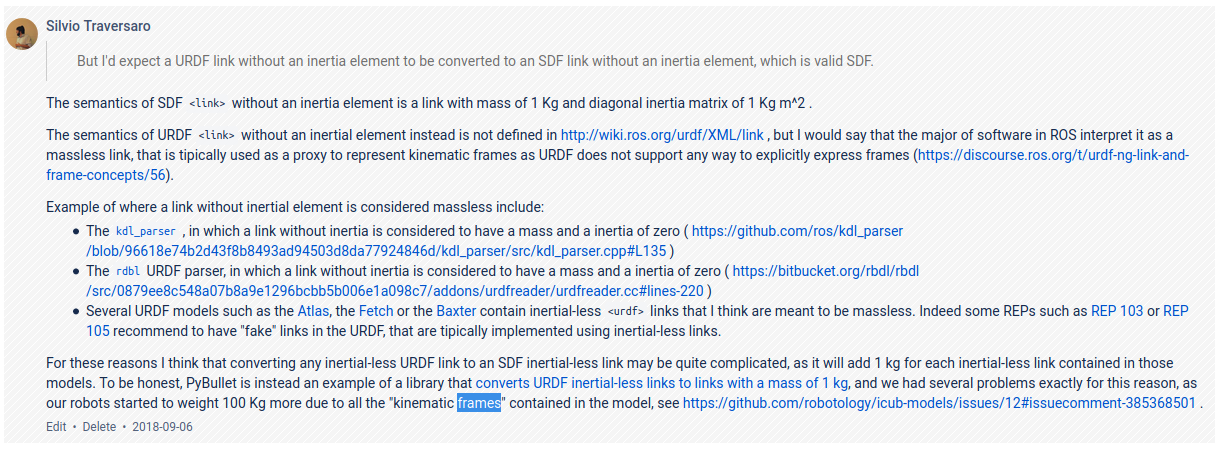 Silvio Traversaro
But I'd expect a URDF link without an inertia element to be converted to an SDF link without an inertia element, which is valid SDF.
The semantics of SDF <link> without an inertia element is a link with mass of 1 Kg and diagonal inertia matrix of 1 Kg m^2 .
The semantics of URDF <link> without an inertial element instead is not defined in http://wiki.ros.org/urdf/XML/link , but I would say that the major of software in ROS interpret it as a
massless link, that is tipically used as a proxy to represent kinematic frames as URDF does not support any way to explicitly express frames (https://discourse.ros.org/t/urdf-ng-link-and-
frame-concepts/56).
Example of where a link without inertial element is considered massless include:
• The kdl_parser , in which a link without inertia is considered to have a mass and a inertia of zero ( https://github.com/ros/kdl_parser
/blob/96618e74b2d43f8b8493ad94503d8da77924846d/kdl_parser/src/kdl_parser.cpp#L135 )
• The rdbl URDF parser, in which a link without inertia is considered to have a mass and a inertia of zero ( https://bitbucket.org/rbdl/rbdl
/src/0879ee8c548a07b8a9e1296bcbb5b006e1a098c7/addons/urdfreader/urdfreader.cc#lines-220 )
• Several URDF models such as the Atlas, the Fetch or the Baxter contain inertial-less <urdf> links that I think are meant to be massless. Indeed some REPs such as REP 103 or REP
105 recommend to have "fake" links in the URDF, that are tipically implemented using inertial-less links.
For these reasons I think that converting any inertial-less URDF link to an SDF inertial-less link may be quite complicated, as it will add 1 kg for each inertial-less link contained in those
models. To be honest, PyBullet is instead an example of a library that converts URDF inertial-less links to links with a mass of 1 kg, and we had several problems exactly for this reason, as
our robots started to weight 100 Kg more due to all the "kinematic frames" contained in the model, see https://github.com/robotology/icub-models/issues/12#issuecomment-385368501 .
Edit • Delete • 2018-09-06